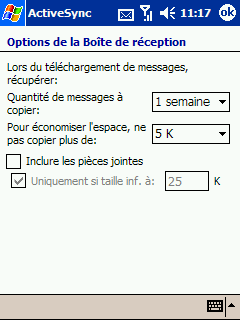 ActiveSync 11:17 ok
Options de la Boîte de réception
Lors du téléchargement de messages,
récupérer:
Quantité de messages à
copier:
1 semaine
Pour économiser l'espace, ne
pas copier plus de:
5 K
Inclure les pièces jointes
Uniquement si taille inf. à: 25 K